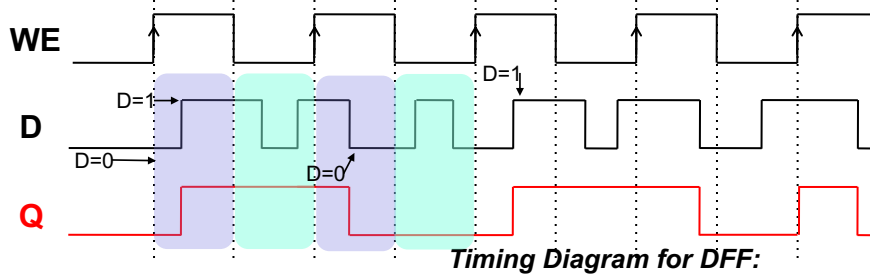 WE
D=1
D=1
D
D=0
D=0
Q
Timing Diagram for DFF: